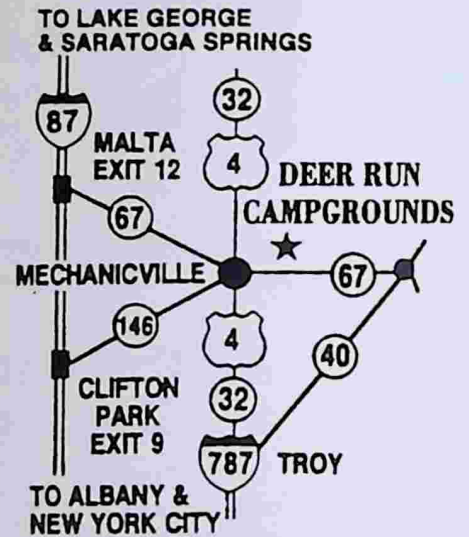 TO LAKE GEORGE
& SARATOGA SPRINGS
87
32
MALTA
EXIT 12
4
DEER RUN
CAMPGROUNDS
67
MECHANICVILLE
67
146
4
40
CLIFTON
PARK
EXIT 9
32
787
TROY
TO ALBANY &
NEW YORK CITY